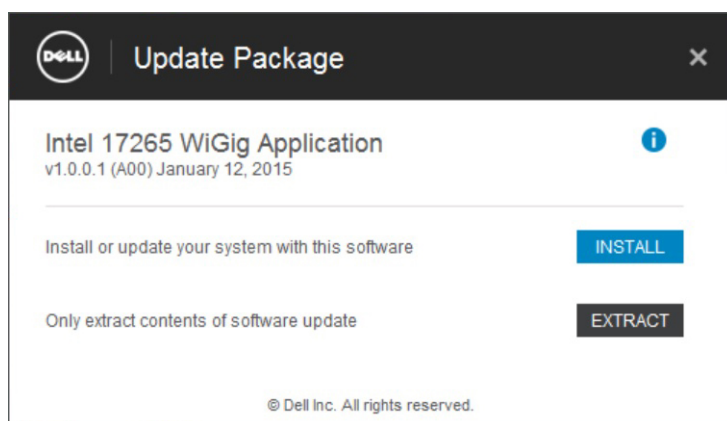 DELL
Update Package
Intel 17265 WiGig Application
v1.0.0.1 (A00) January 12, 2015
Install or update your system with this software
INSTALL
Only extract contents of software update
EXTRACT
© Dell Inc. All rights reserved.